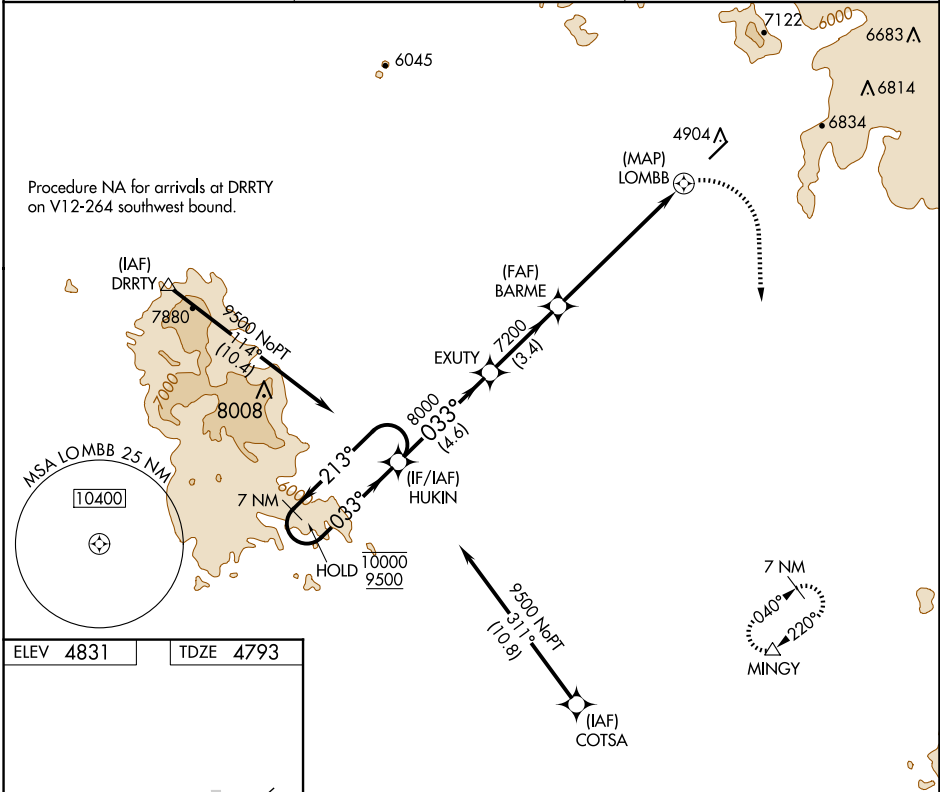 7122
6000
6683
6045
6814
6834
4904
(MAP)
LOMBB
Procedure NA for arrivals at DRRTY
on V12-264 southwest bound.
(IAF)
DRRTY
(FAF)
BARME
7880
9500 NoPT
114°
(10.4)
7200
(3.4)
EXUTY
7000
8008
8000
033°
(4.6)
MSA LOMBB 25 NM
10400
213°
6000
7 NM
033°
(IF/IAF)
HUKIN
HOLD
10000
9500
9500 NoPT
311°
(10.8)
7 NM
040°
220°
MINGY
ELEV 4831
TDZE 4793
(IAF)
COTSA